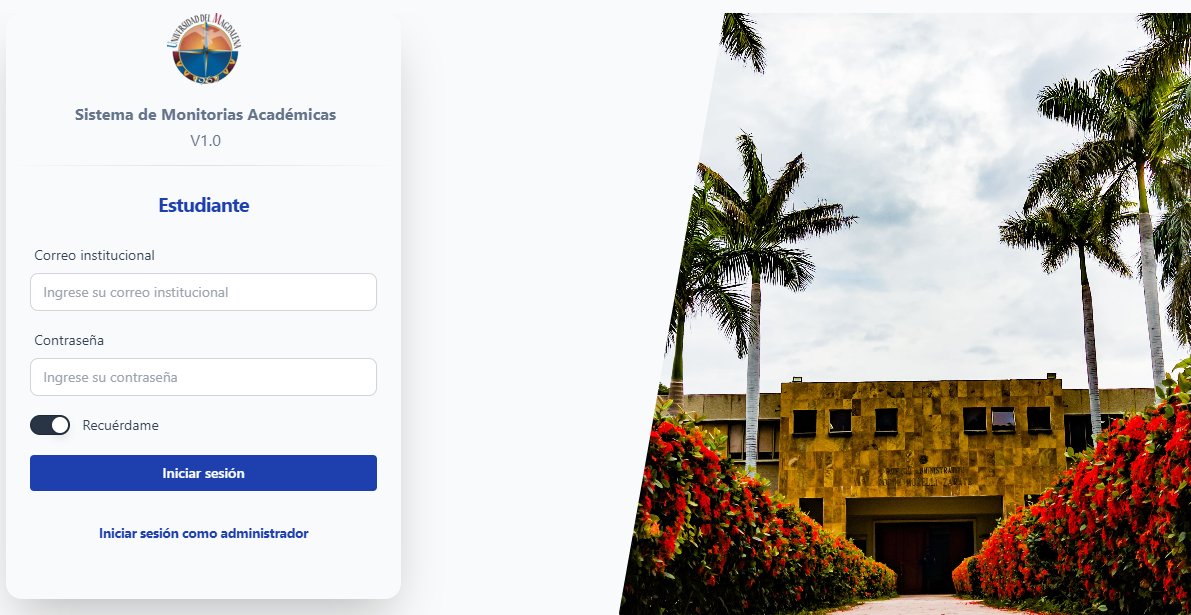 UNIVERSIDAD DEL MAGDALENA
Sistema de Monitorias Académicas
V1.0
Estudiante
Correo institucional
Ingrese su correo institucional
Contraseña
Ingrese su contraseña
Recuérdame
Iniciar sesión
Iniciar sesión como administrador
ADMINISTRATIVO